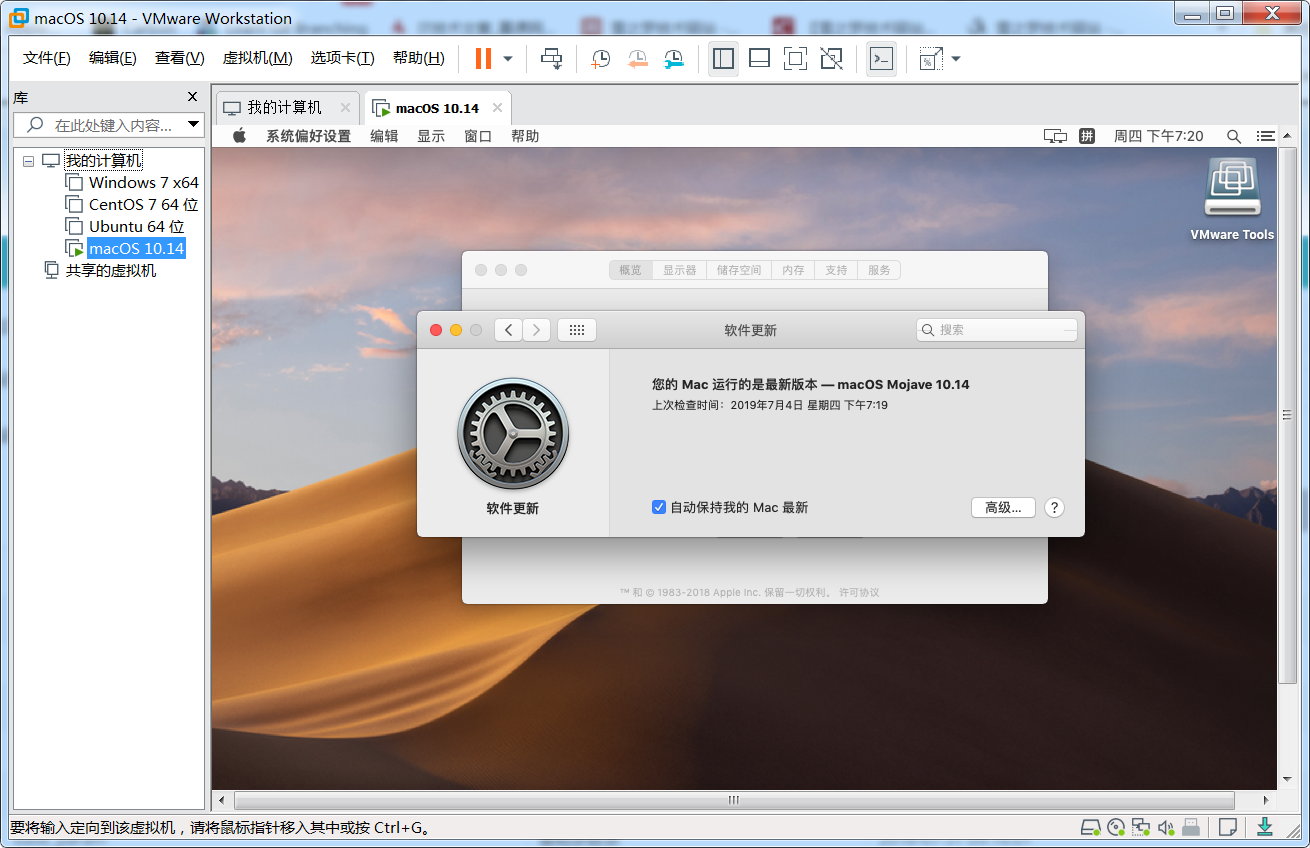 macOS 10.14 - VMware Workstation
文件(F) 编辑(E) 查看(V) 虚拟机(M) 选项卡(T) 帮助(H)
库
在此处键入内容...
我的计算机
Windows 7 x64
CentOS 7 64 位
Ubuntu 64 位
macOS 10.14
共享的虚拟机
我的计算机 macOS 10.14
系统偏好设置 编辑 显示 窗口 帮助 拼 周四 下午7:20
VMware Tools
概览 显示器 储存空间 内存 支持 服务
软件更新 搜索
您的 Mac 运行的是最新版本 — macOS Mojave 10.14
上次检查时间：2019年7月4日 星期四 下午7:19
软件更新
自动保持我的 Mac 最新 高级... ?
™ 和 © 1983-2018 Apple Inc. 保留一切权利。 许可协议
要将输入定向到该虚拟机，请将鼠标指针移入其中或按 Ctrl+G。